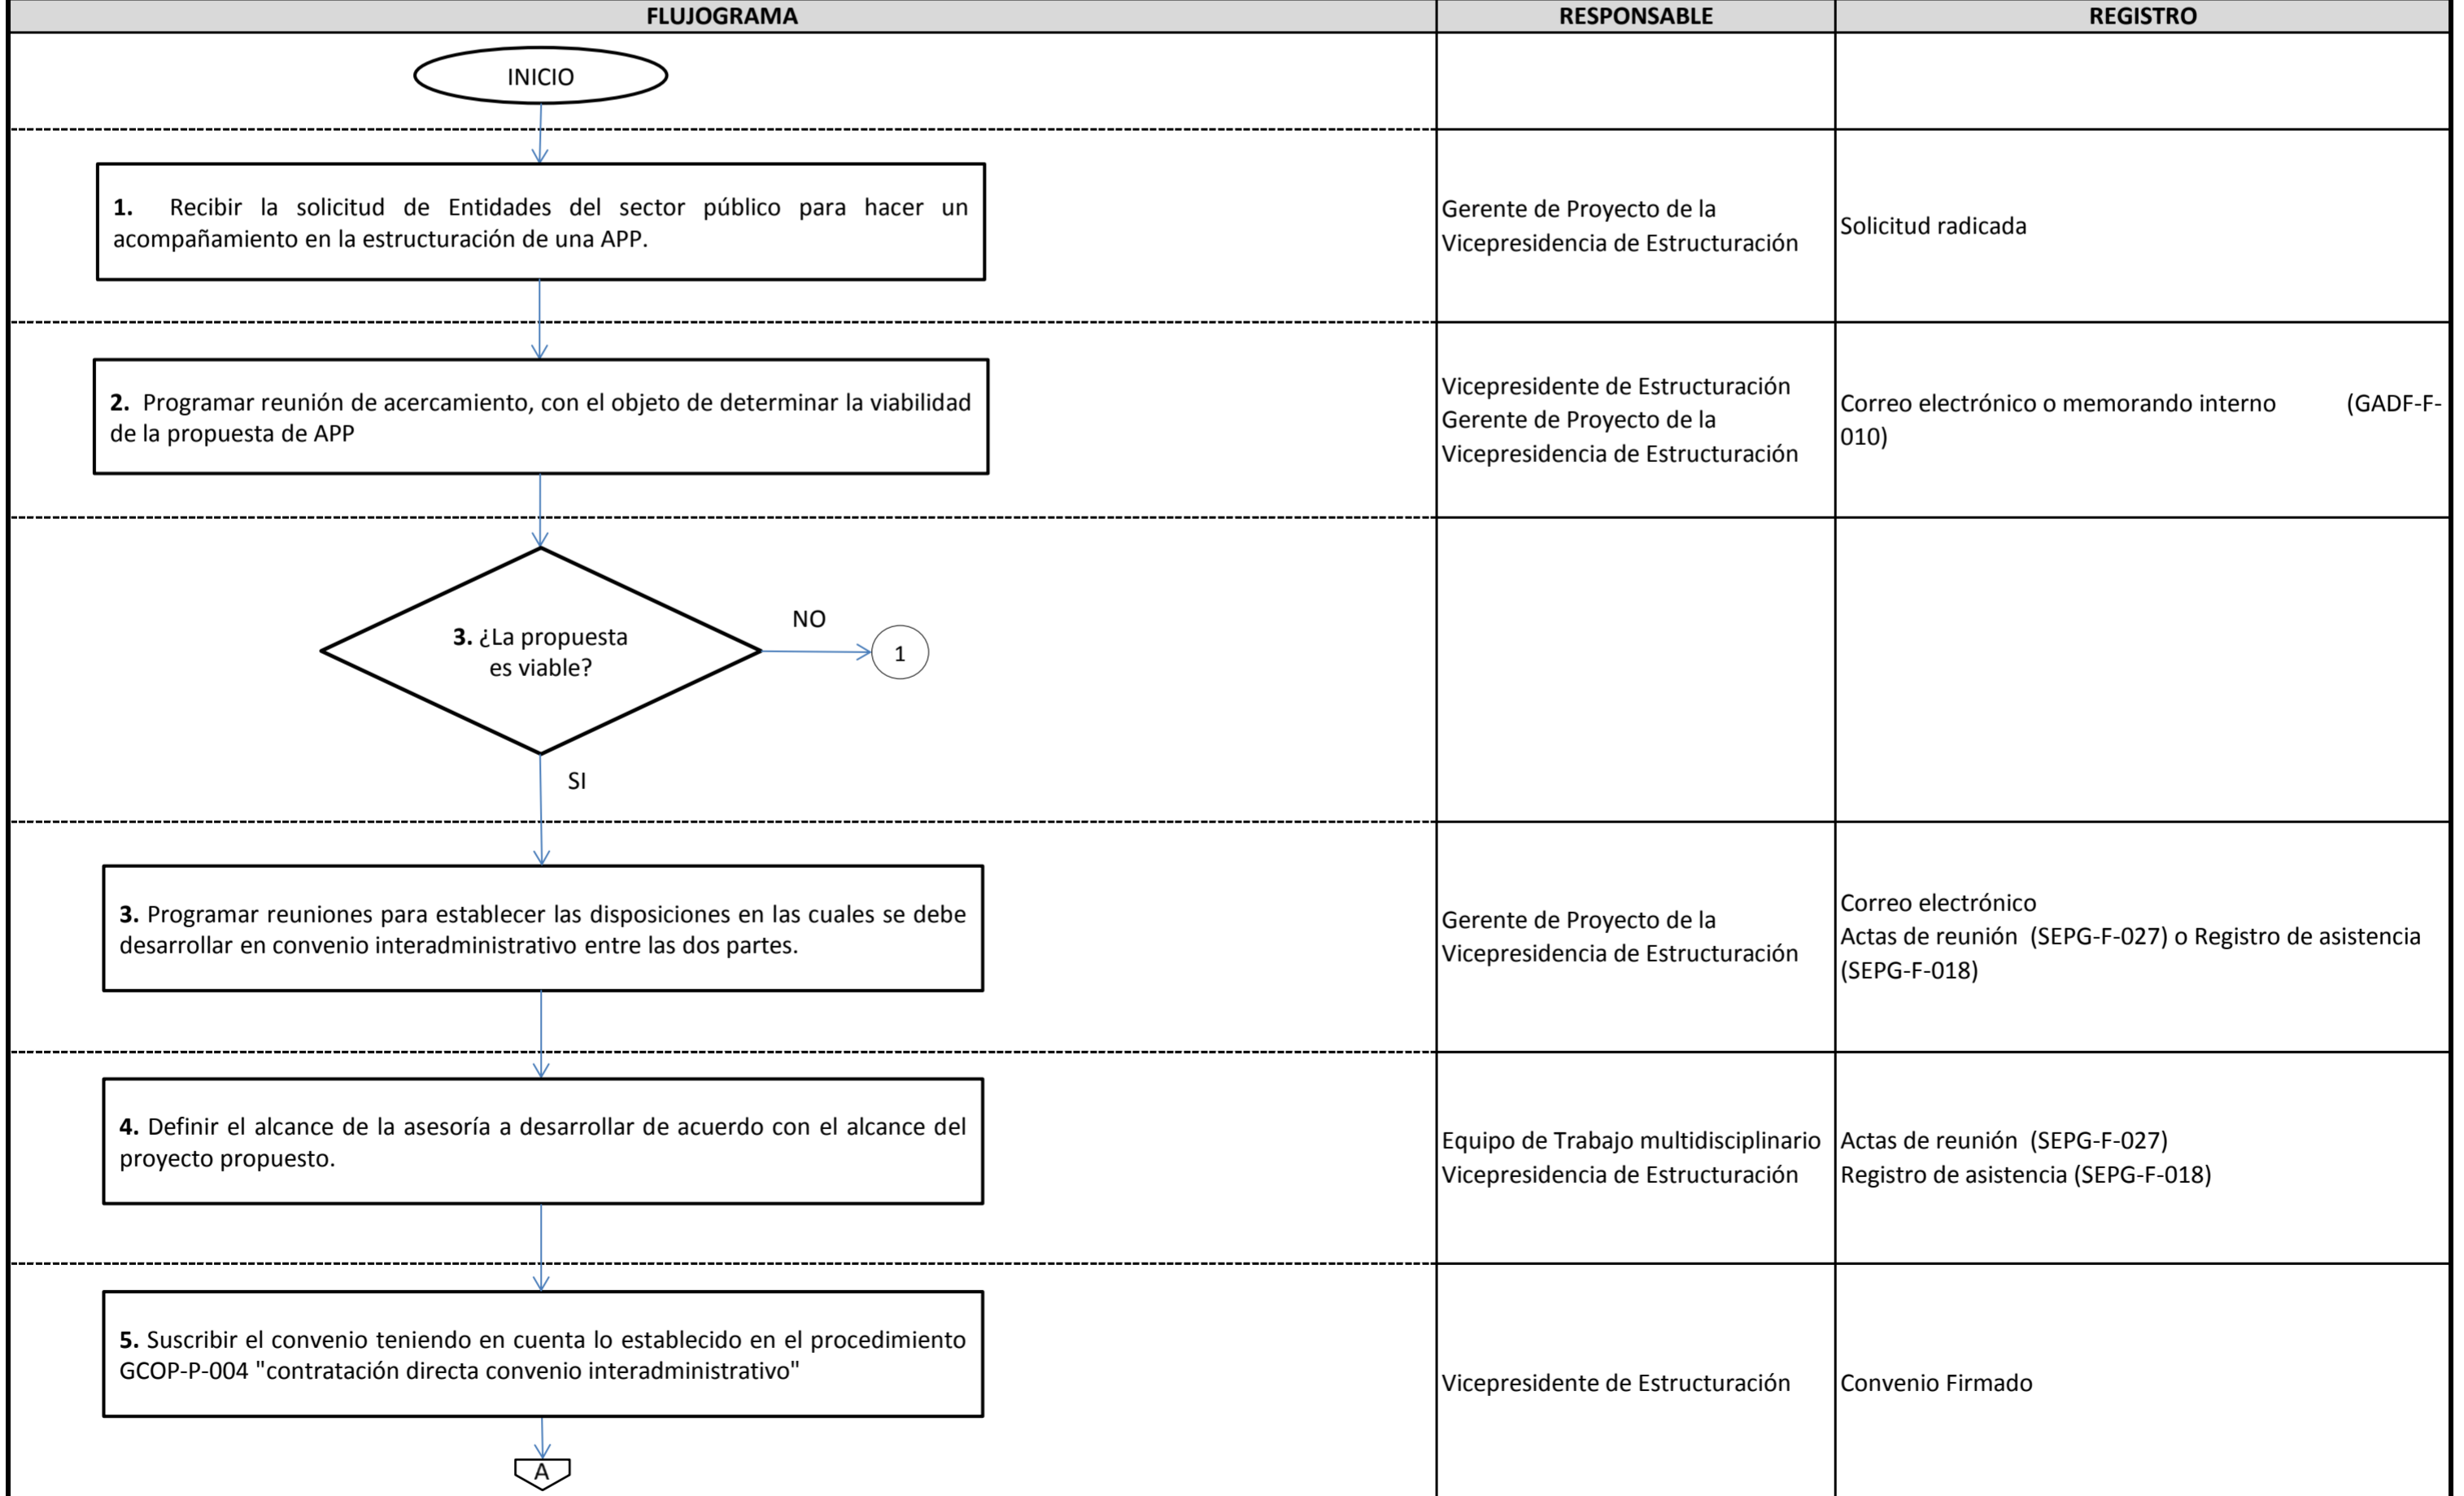 FLUJOGRAMA
RESPONSABLE
REGISTRO
INICIO
1. Recibir la solicitud de Entidades del sector público para hacer un
acompañamiento en la estructuración de una APP.
Gerente de Proyecto de la
Vicepresidencia de Estructuración
Solicitud radicada
2. Programar reunión de acercamiento, con el objeto de determinar la viabilidad
de la propuesta de APP
Vicepresidente de Estructuración
Gerente de Proyecto de la
Vicepresidencia de Estructuración
Correo electrónico o memorando interno (GADF-F-
010)
3. ¿La propuesta
es viable?
NO
1
SI
3. Programar reuniones para establecer las disposiciones en las cuales se debe
desarrollar en convenio interadministrativo entre las dos partes.
Gerente de Proyecto de la
Vicepresidencia de Estructuración
Correo electrónico
Actas de reunión (SEPG-F-027) o Registro de asistencia
(SEPG-F-018)
4. Definir el alcance de la asesoría a desarrollar de acuerdo con el alcance del
proyecto propuesto.
Equipo de Trabajo multidisciplinario
Vicepresidencia de Estructuración
Actas de reunión (SEPG-F-027)
Registro de asistencia (SEPG-F-018)
5. Suscribir el convenio teniendo en cuenta lo establecido en el procedimiento
GCOP-P-004 "contratación directa convenio interadministrativo"
Vicepresidente de Estructuración
Convenio Firmado
A